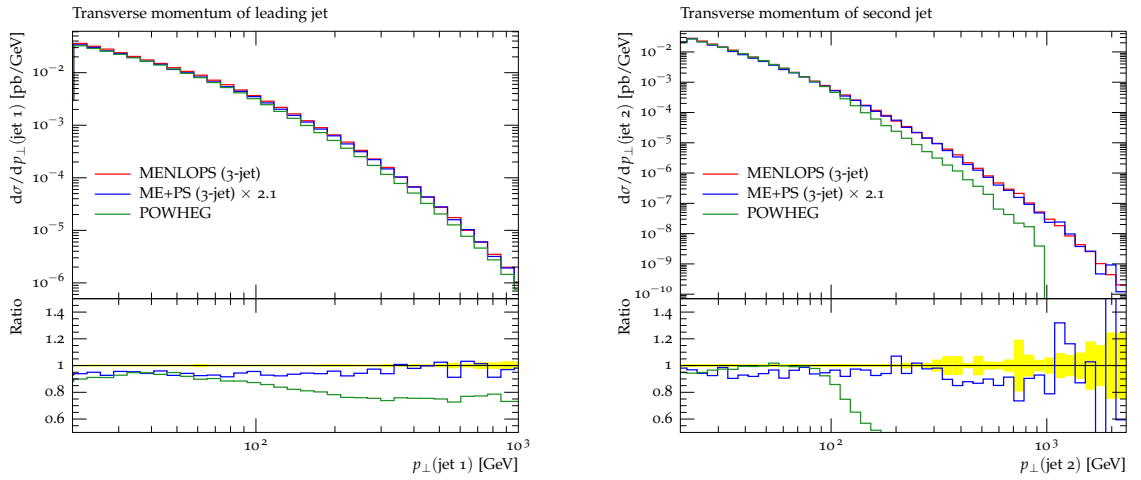 Transverse momentum of leading jet
dσ/dp⊥(jet 1) [pb/GeV]
10⁻²
10⁻³
10⁻⁴
10⁻⁵
10⁻⁶
MENLOPS (3-jet)
ME+PS (3-jet) × 2.1
POWHEG
Ratio
1.4
1.2
1
0.8
0.6
10²
10³
p⊥(jet 1) [GeV]
Transverse momentum of second jet
dσ/dp⊥(jet 2) [pb/GeV]
10⁻²
10⁻³
10⁻⁴
10⁻⁵
10⁻⁶
10⁻⁷
10⁻⁸
10⁻⁹
10⁻¹⁰
MENLOPS (3-jet)
ME+PS (3-jet) × 2.1
POWHEG
Ratio
1.4
1.2
1
0.8
0.6
10²
10³
p⊥(jet 2) [GeV]